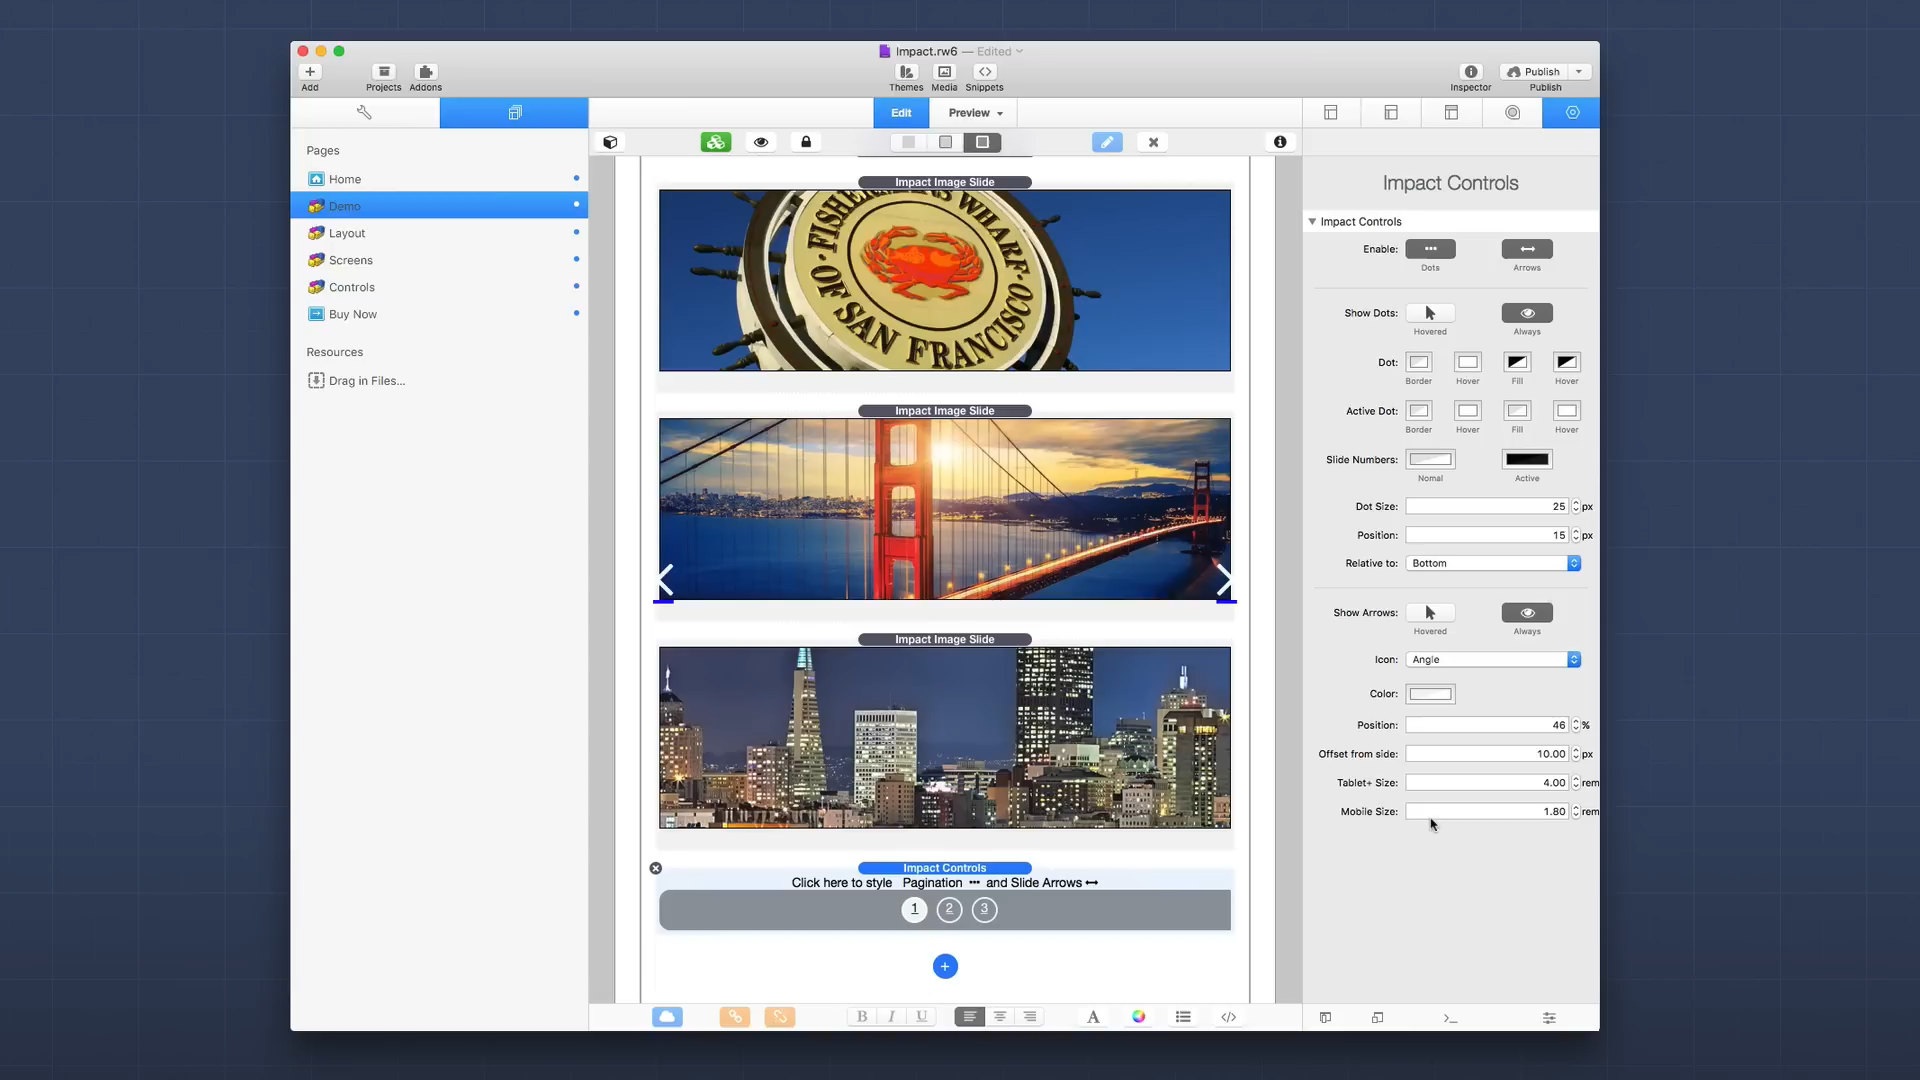 Impact.rw6 — Edited
Add
Projects
Addons
Themes
Media
Snippets
Inspector
Publish
Publish
Edit
Preview
Pages
Home
Demo
Layout
Screens
Controls
Buy Now
Resources
Drag in Files...
Impact Image Slide
OF SAN FRANCISCO
Impact Image Slide
Impact Image Slide
Impact Controls
Click here to style Pagination ••• and Slide Arrows ↔
1 2 3
B I U
A
Impact Controls
Impact Controls
Enable:
Dots Arrows
Show Dots:
Hovered Always
Dot:
Border Hover Fill Hover
Active Dot:
Border Hover Fill Hover
Slide Numbers:
Nomal Active
Dot Size: 25 px
Position: 15 px
Relative to: Bottom
Show Arrows:
Hovered Always
Icon: Angle
Color:
Position: 46 %
Offset from side: 10.00 px
Tablet+ Size: 4.00 rem
Mobile Size: 1.80 rem